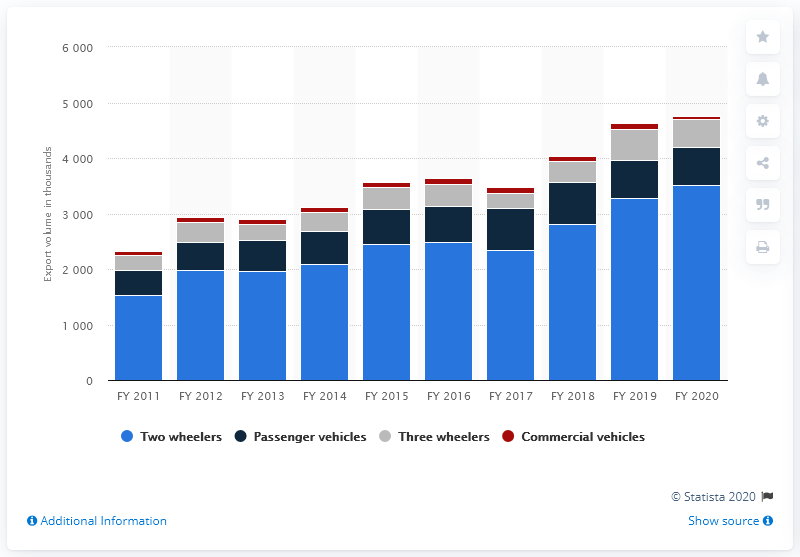 6 000
5 000
4 000
3 000
2 000
1 000
0
Export volume in thousands
FY 2011 FY 2012 FY 2013 FY 2014 FY 2015 FY 2016 FY 2017 FY 2018 FY 2019 FY 2020
Two wheelers Passenger vehicles Three wheelers Commercial vehicles
© Statista 2020
Additional Information Show source